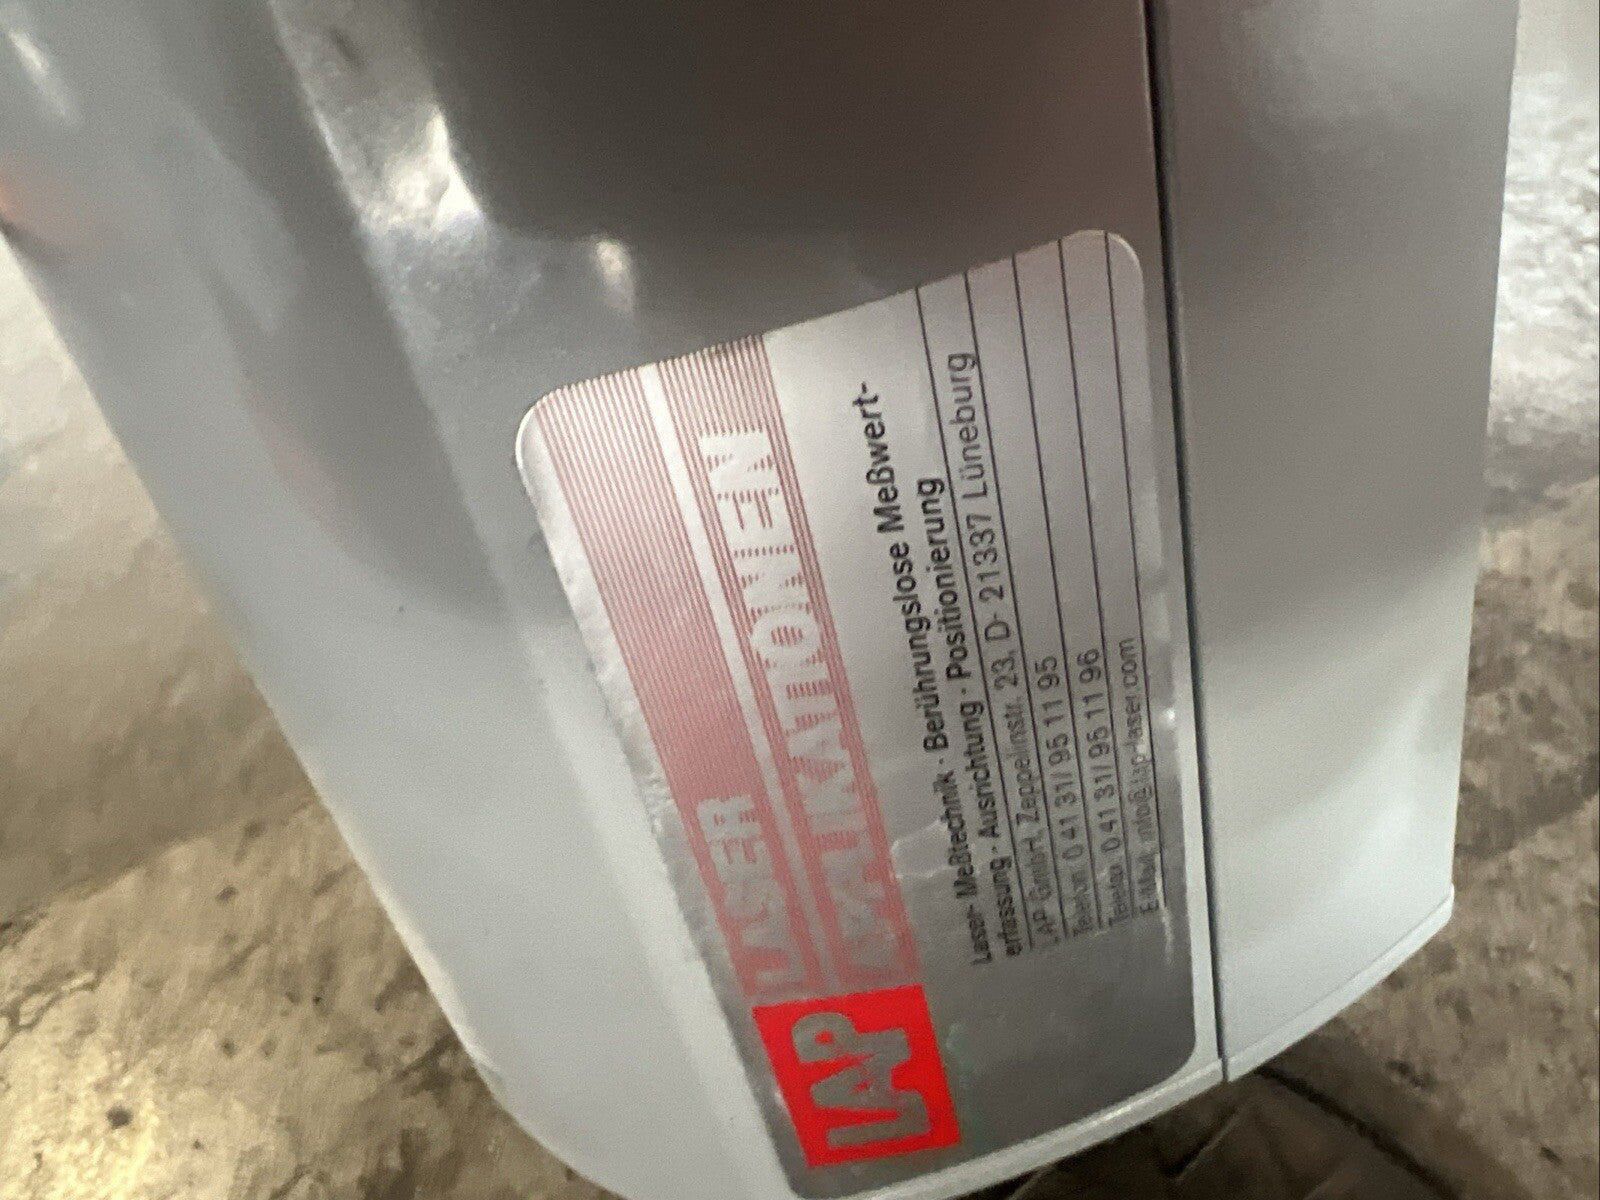 LAP
LASER
APPLIKATIONEN
Laser- Meßtechnik · Berührungslose Meßwert-
erfassung · Ausrichtung · Positionierung
LAP GmbH, Zeppelinstr. 23, D- 21337 Lüneburg
Telefon 0 41 31/ 95 11 95
Telefax 0 41 31/ 95 11 96
E-Mail: info@lap-laser.com